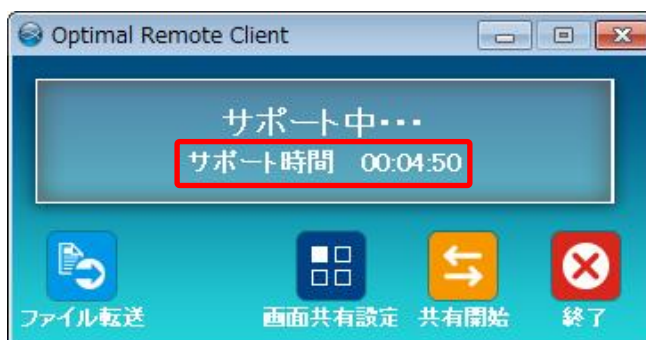 Optimal Remote Client
サポート中・・・
サポート時間 00:04:50
ファイル転送 画面共有設定 共有開始 終了